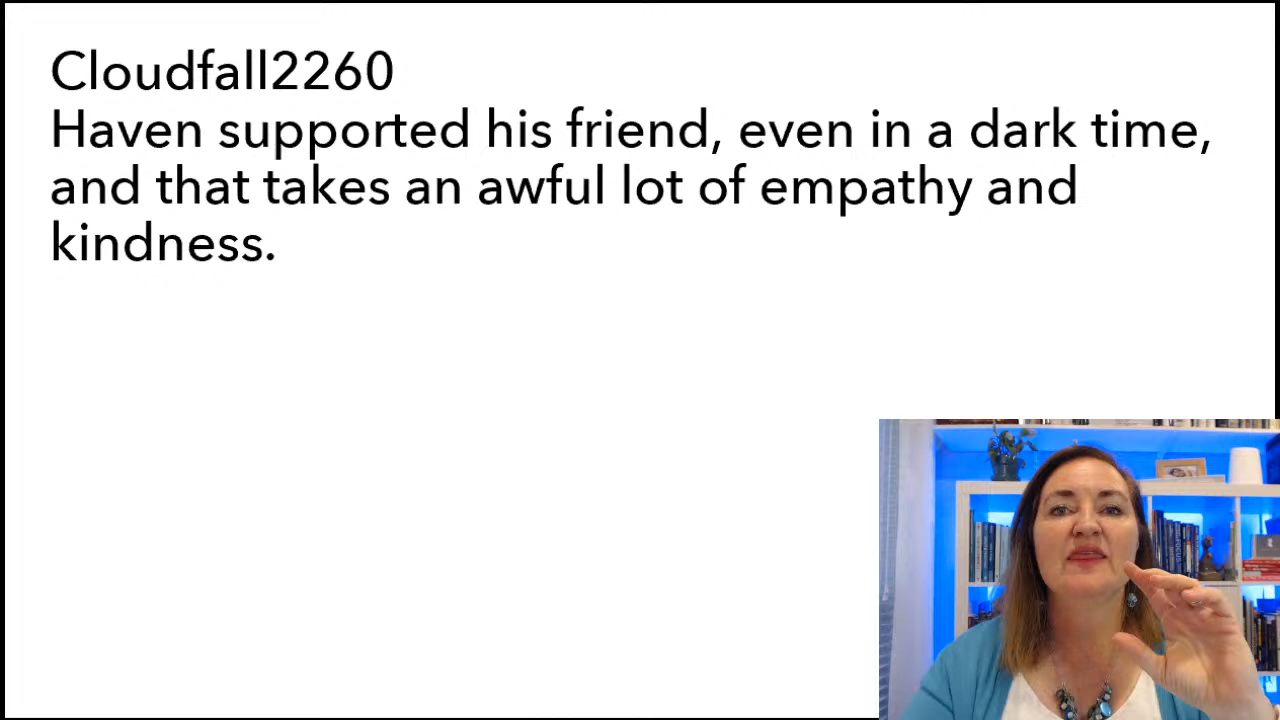 Cloudfall2260
Haven supported his friend, even in a dark time,
and that takes an awful lot of empathy and
kindness.